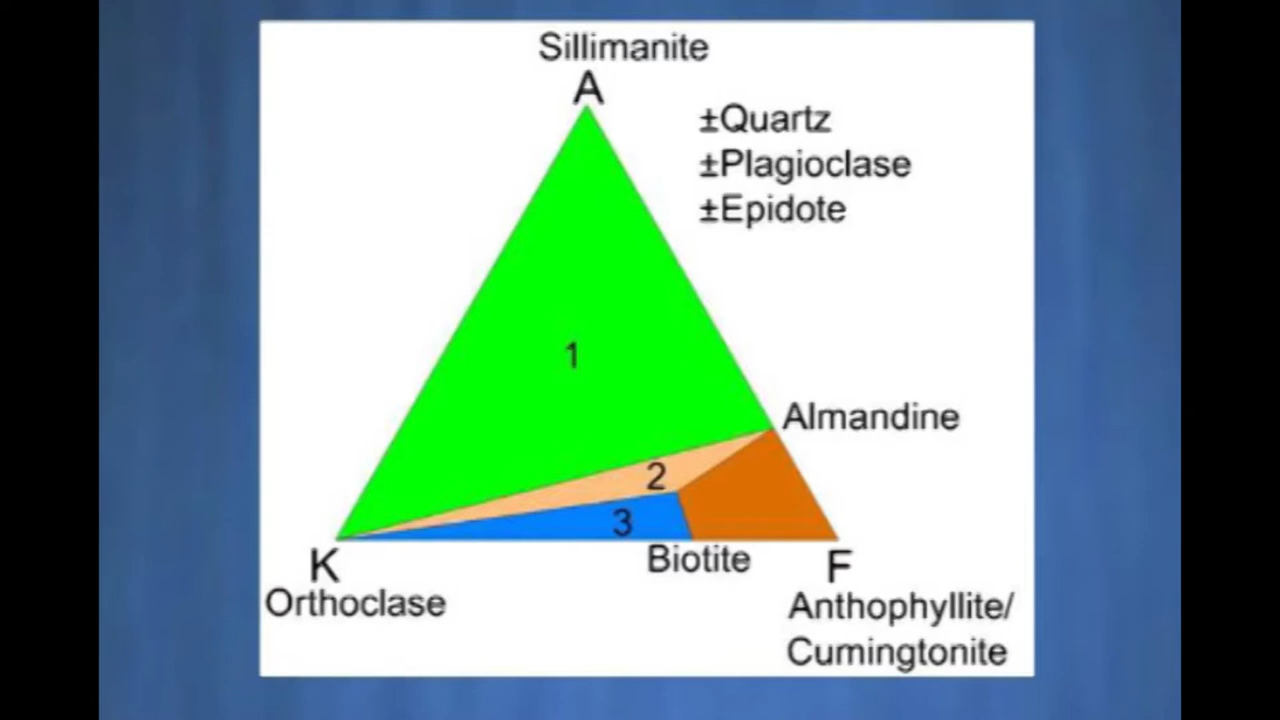 Sillimanite
A
±Quartz
±Plagioclase
±Epidote
1
Almandine
2
3
Biotite
K
F
Orthoclase
Anthophyllite/
Cumingtonite